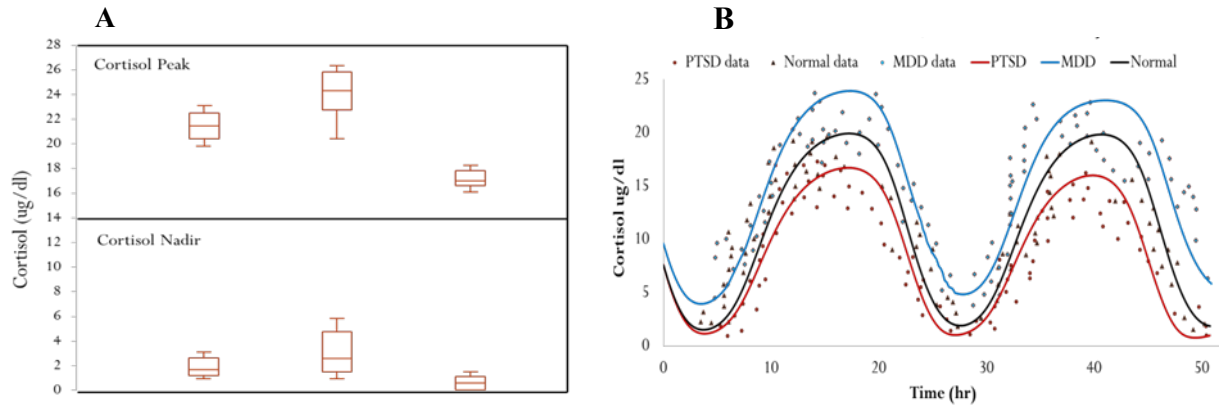 A
Cortisol (ug/dl)
28
26
24
22
20
18
16
14
12
10
8
6
4
2
0
Cortisol Peak
Cortisol Nadir
B
PTSD data Normal data MDD data PTSD MDD Normal
Cortisol ug/dl
25
20
15
10
5
0
0 10 20 30 40 50
Time (hr)